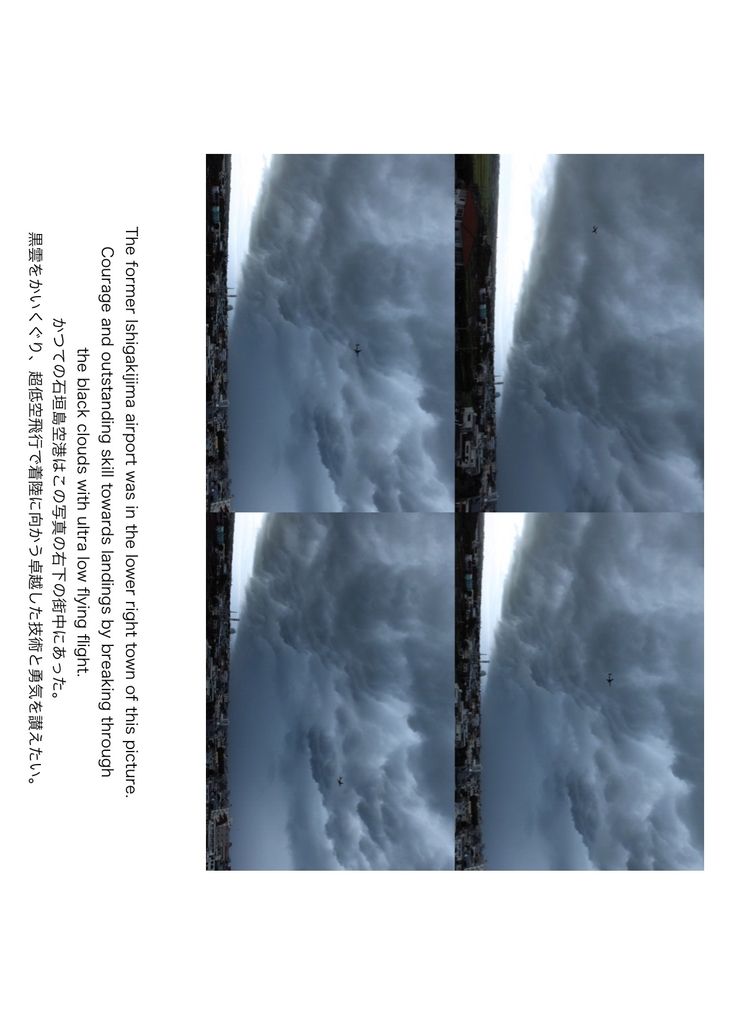 The former Ishigakijima airport was in the lower right town of this picture.
Courage and outstanding skill towards landings by breaking through
the black clouds with ultra low flying flight.
かつての石垣島空港はこの写真の右下の街中にあった。
黒雲をかいくぐり、超低空飛行で着陸に向かう卓越した技術と勇気を讃えたい。